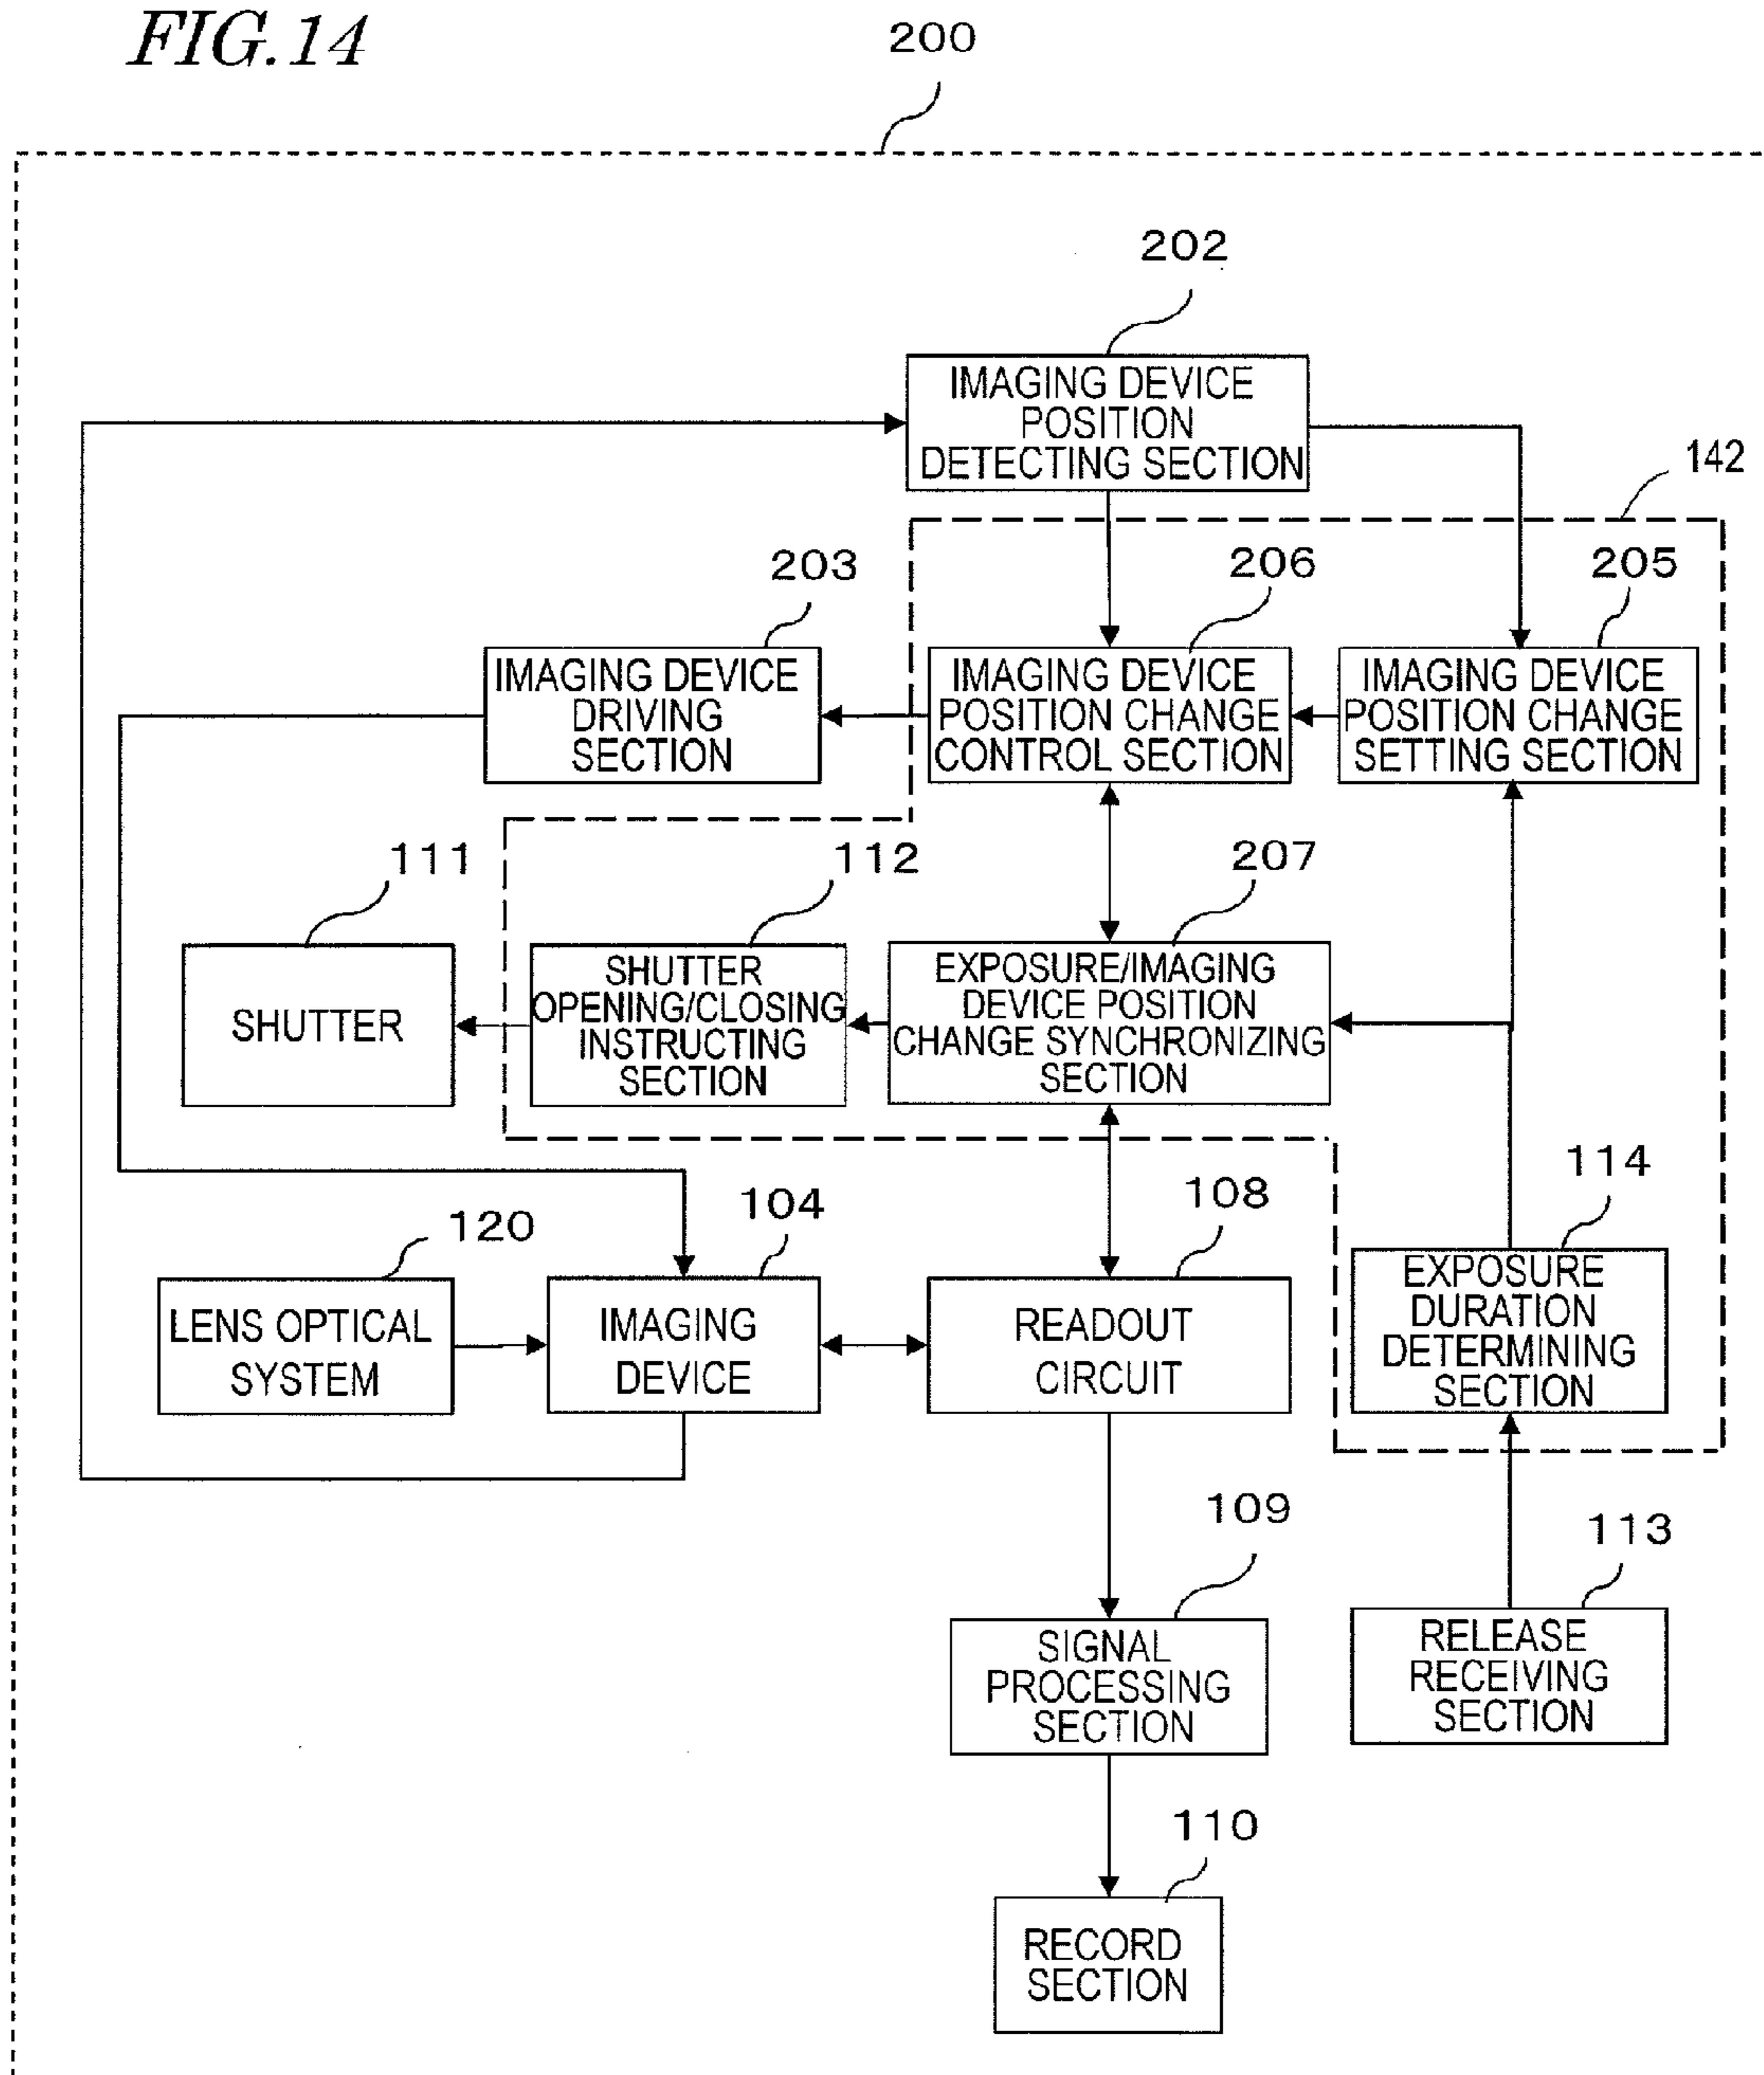 FIG.14
200
202
IMAGING DEVICE
POSITION
DETECTING SECTION
142
203
206
205
IMAGING DEVICE
DRIVING
SECTION
IMAGING DEVICE
POSITION CHANGE
CONTROL SECTION
IMAGING DEVICE
POSITION CHANGE
SETTING SECTION
111
112
207
SHUTTER
SHUTTER
OPENING/CLOSING
INSTRUCTING
SECTION
EXPOSURE/IMAGING
DEVICE POSITION
CHANGE SYNCHRONIZING
SECTION
120
104
108
114
LENS OPTICAL
SYSTEM
IMAGING
DEVICE
READOUT
CIRCUIT
EXPOSURE
DURATION
DETERMINING
SECTION
109
113
SIGNAL
PROCESSING
SECTION
RELEASE
RECEIVING
SECTION
110
RECORD
SECTION